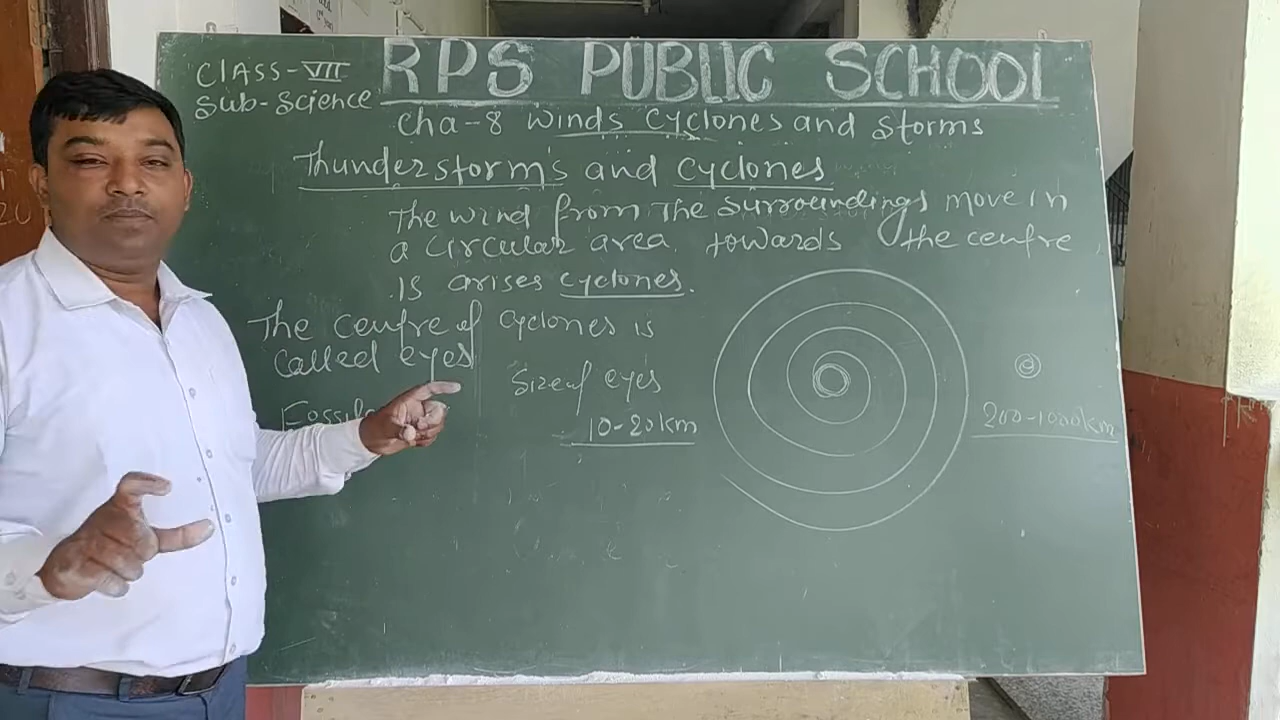 CLASS-VII
Sub-Science
RPS PUBLIC SCHOOL
Cha-8 Winds Cyclones and Storms
Thunderstorm's and Cyclones
The wind from The surroundings move in
a circular area towards the centre
is arises cyclones.
The centre of cyclones is
called eyes
Size of eyes
10-20km
200-1000km